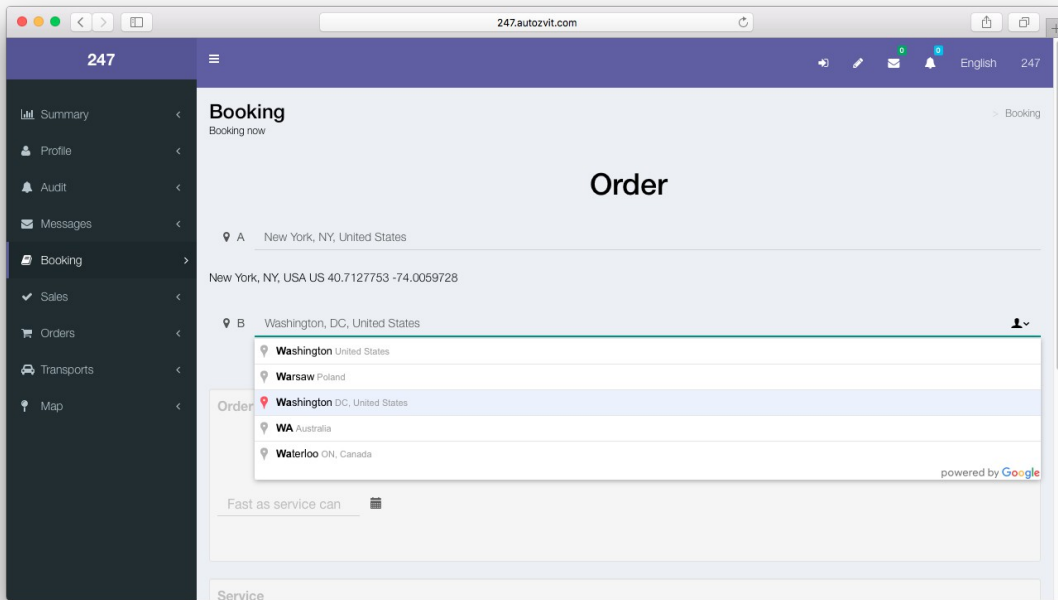 247.autozvit.com
247
0
0
English
247
Summary
Profile
Audit
Messages
Booking
Sales
Orders
Transports
Map
Booking
Booking now
> Booking
Order
A New York, NY, United States
New York, NY, USA US 40.7127753 -74.0059728
B Washington, DC, United States
Washington United States
Warsaw Poland
Washington DC, United States
WA Australia
Waterloo ON, Canada
powered by Google
Order
Fast as service can
Service